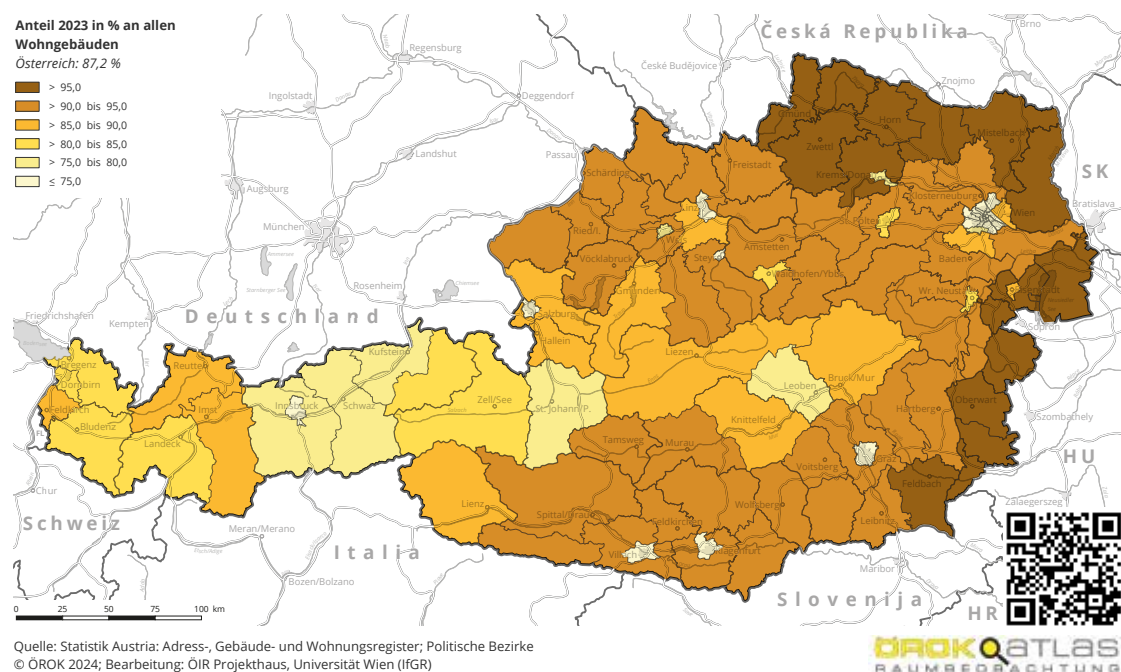 Anteil 2023 in % an allen
Wohngebäuden
Österreich: 87,2 %
> 95,0
> 90,0 bis 95,0
> 85,0 bis 90,0
> 80,0 bis 85,0
> 75,0 bis 80,0
≤ 75,0
Česká Republika
Brno
Regensburg
České Budějovice
Znojmo
Ingolstadt
Deggendorf
Gmünd
Horn
Mistelbach
Zwettl
Landshut
Passau
Freistadt
Schärding
Krems/Donau
SK
Augsburg
Klosterneuburg
Linz
Wien
Bratislava
München
Ried/I.
Wels
St. Pölten
Amstetten
Vöcklabruck
Steyr
Baden
Waidhofen/Ybbs
Rosenheim
Gmunden
Wr. Neustadt
Eisenstadt
Friedrichshafen
Deutschland
Salzburg
Sopron
Kempten
Hallein
Kufstein
Liezen
Bregenz
Reutte
Dornbirn
Leoben
Bruck/Mur
Zell/See
Innsbruck
Schwaz
St. Johann/P.
Oberwart
Feldkirch
Imst
Hartberg
Szombathely
Bludenz
Knittelfeld
FL
Landeck
Tamsweg
Murau
Graz
HU
Voitsberg
Chur
Feldbach
Lienz
Wolfsberg
Zalaegerszeg
Schweiz
Spittal/Drau
Feldkirchen
Leibnitz
Meran/Merano
Italia
Villach
Klagenfurt
Maribor
Bozen/Bolzano
Slovenija
HR
0 25 50 75 100 km
Quelle: Statistik Austria: Adress-, Gebäude- und Wohnungsregister; Politische Bezirke
© ÖROK 2024; Bearbeitung: ÖIR Projekthaus, Universität Wien (IfGR)
ÖROK ATLAS
RAUMBEOBACHTUNG